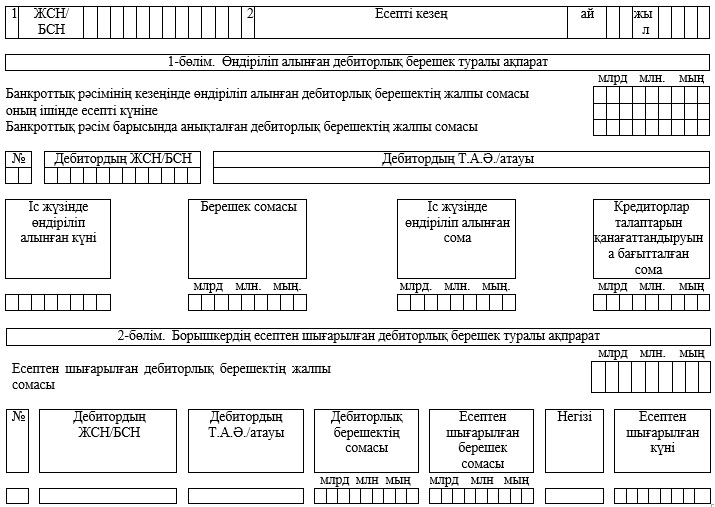 1 ЖСН/ БСН 2 Есепті кезең ай жы л
1-бөлім. Өндіріліп алынған дебиторлық берешек туралы ақпарат
млрд млн. мың
Банкроттық рәсімінің кезеңінде өндіріліп алынған дебиторлық берешектің жалпы сомасы
оның ішінде есепті күніне
Банкроттық рәсім барысында анықталған дебиторлық берешектің жалпы сомасы
№ Дебитордың ЖСН/БСН Дебитордың Т.А.Ә./атауы
Іс жүзінде
өндіріліп
алынған күні
Берешек сомасы
Іс жүзінде
өндіріліп алынған
сома
Кредиторлар
талаптарын
қанағаттандыруын
а бағытталған
сома
млрд млн. мың. млрд. млн. мың. млрд млн. мың
2-бөлім. Борышкердің есептен шығарылған дебиторлық берешек туралы ақпрарат
млрд млн. мың
Есептен шығарылған дебиторлық берешектің жалпы
сомасы
№
Дебитордың
ЖСН/БСН
Дебитордың
Т.А.Ә./атауы
Дебиторлық
берешектің
сомасы
Есептен
шығарылған
берешек
сомасы
Негізі
Есептен
шығарылған
күні
млрд млн мың млрд млн. мың